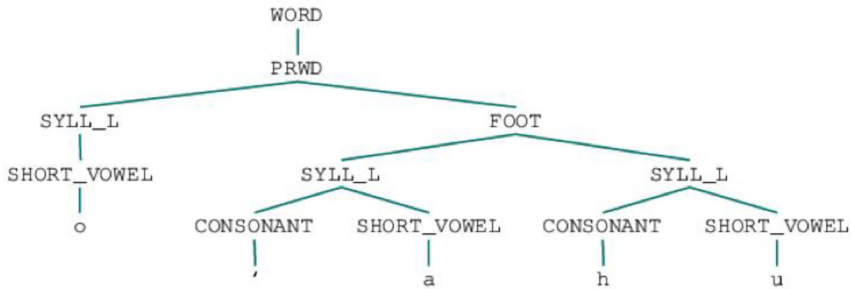 WORD
PRWD
SYLL_L FOOT
SHORT_VOWEL SYLL_L SYLL_L
o CONSONANT SHORT_VOWEL CONSONANT SHORT_VOWEL
' a h u